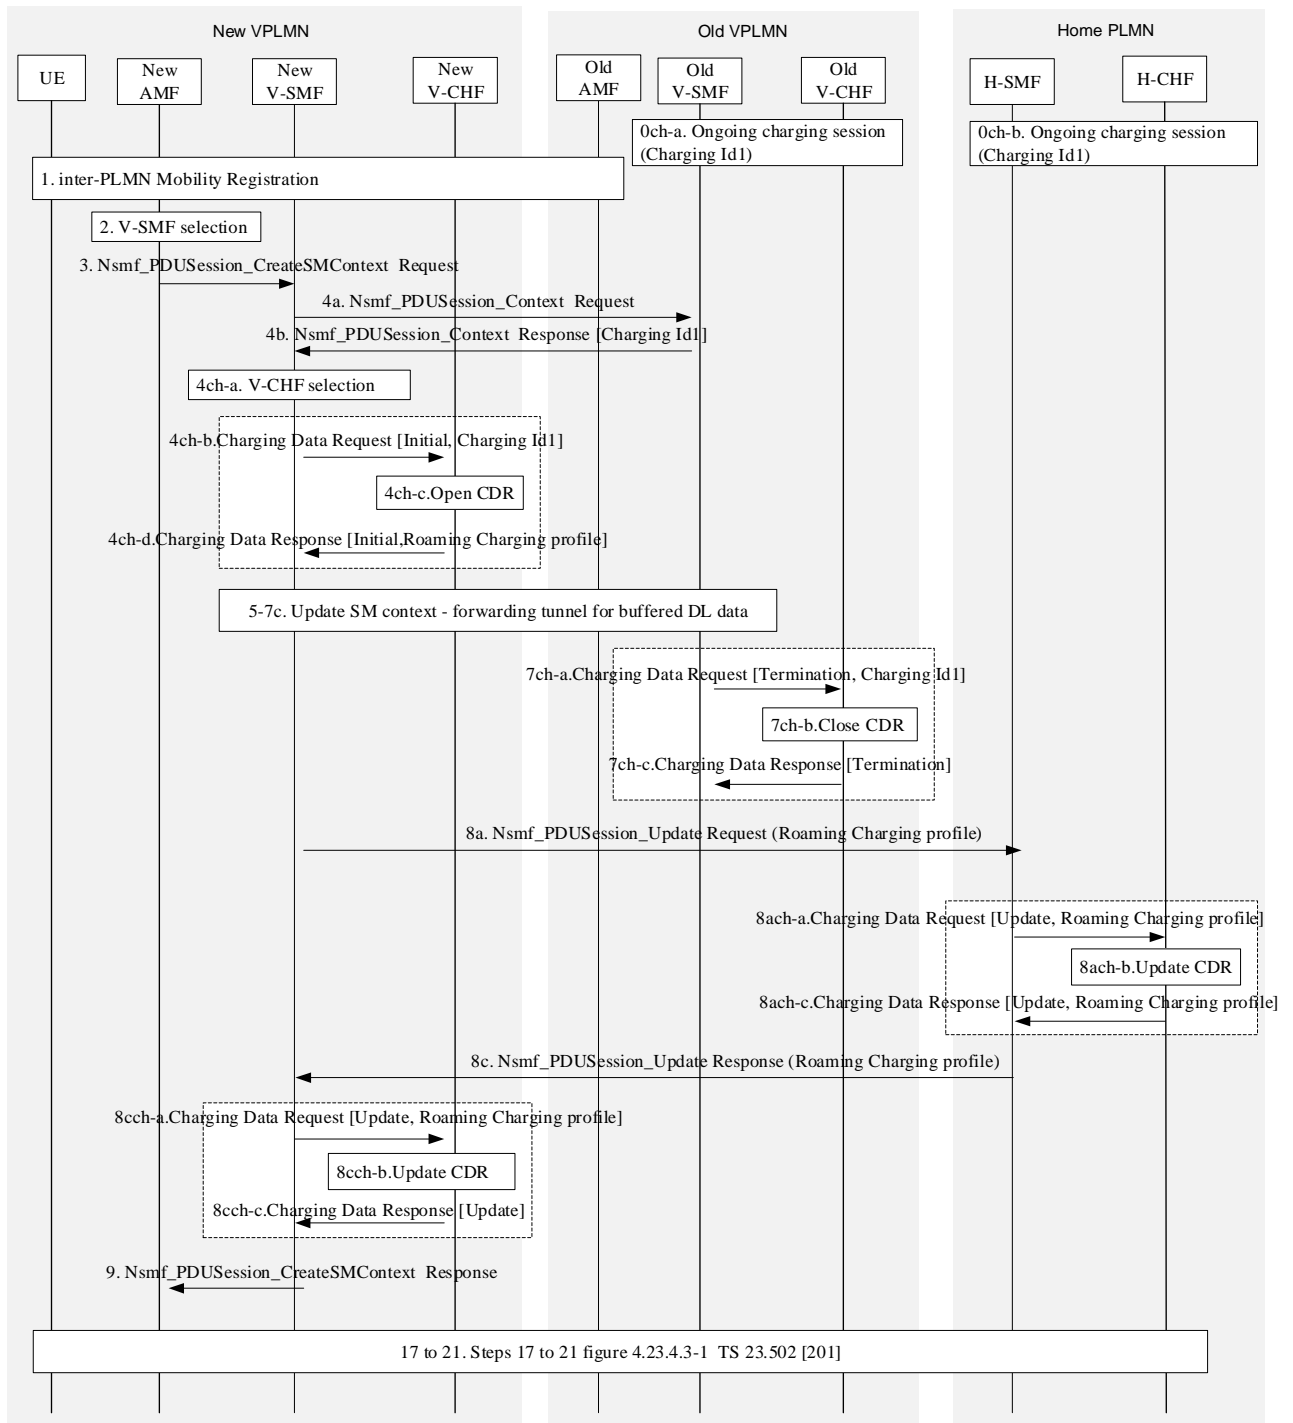 New VPLMN
Old VPLMN
Home PLMN
UE
New
AMF
New
V-SMF
New
V-CHF
Old
AMF
Old
V-SMF
Old
V-CHF
H-SMF
H-CHF
0ch-a. Ongoing charging session
(Charging Id1)
0ch-b. Ongoing charging session
(Charging Id1)
1. inter-PLMN Mobility Registration
2. V-SMF selection
3. Nsmf_PDUSession_CreateSMContext Request
4a. Nsmf_PDUSession_Context Request
4b. Nsmf_PDUSession_Context Response [Charging Id1]
4ch-a. V-CHF selection
4ch-b.Charging Data Request [Initial, Charging Id1]
4ch-c.Open CDR
4ch-d.Charging Data Response [Initial,Roaming Charging profile]
5-7c. Update SM context - forwarding tunnel for buffered DL data
7ch-a.Charging Data Request [Termination, Charging Id1]
7ch-b.Close CDR
7ch-c.Charging Data Response [Termination]
8a. Nsmf_PDUSession_Update Request (Roaming Charging profile)
8ach-a.Charging Data Request [Update, Roaming Charging profile]
8ach-b.Update CDR
8ach-c.Charging Data Response [Update, Roaming Charging profile]
8c. Nsmf_PDUSession_Update Response (Roaming Charging profile)
8cch-a.Charging Data Request [Update, Roaming Charging profile]
8cch-b.Update CDR
8cch-c.Charging Data Response [Update]
9. Nsmf_PDUSession_CreateSMContext Response
17 to 21. Steps 17 to 21 figure 4.23.4.3-1 TS 23.502 [201]